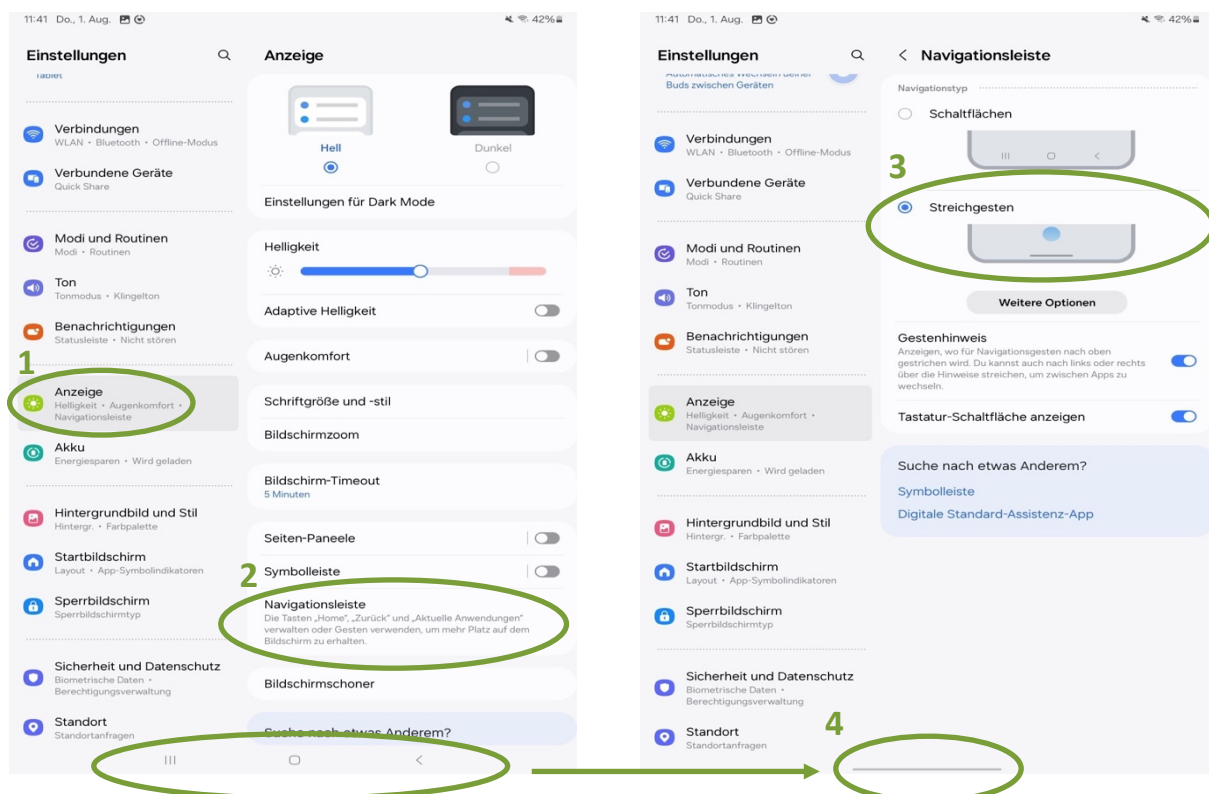 11:41 Do., 1. Aug. 42%
Einstellungen
Tablet
Verbindungen
WLAN • Bluetooth • Offline-Modus
Verbundene Geräte
Quick Share
Modi und Routinen
Modi • Routinen
Ton
Tonmodus • Klingelton
Benachrichtigungen
Statusleiste • Nicht stören
1
Anzeige
Helligkeit • Augenkomfort •
Navigationsleiste
Akku
Energiesparen • Wird geladen
Hintergrundbild und Stil
Hintergr. • Farbpalette
Startbildschirm
Layout • App-Symbolindikatoren
Sperrbildschirm
Sperrbildschirmtyp
Sicherheit und Datenschutz
Biometrische Daten •
Berechtigungsverwaltung
Standort
Standortanfragen
Anzeige
Hell
Dunkel
Einstellungen für Dark Mode
Helligkeit
Adaptive Helligkeit
Augenkomfort
Schriftgröße und -stil
Bildschirmzoom
Bildschirm-Timeout
5 Minuten
Seiten-Paneele
Symbolleiste
2
Navigationsleiste
Die Tasten „Home", „Zurück" und „Aktuelle Anwendungen"
verwalten oder Gesten verwenden, um mehr Platz auf dem
Bildschirm zu erhalten.
Bildschirmschoner
Suche nach etwas Anderem?
11:41 Do., 1. Aug. 42%
Einstellungen
Automatisches Wechseln deiner
Buds zwischen Geräten
Verbindungen
WLAN • Bluetooth • Offline-Modus
Verbundene Geräte
Quick Share
Modi und Routinen
Modi • Routinen
Ton
Tonmodus • Klingelton
Benachrichtigungen
Statusleiste • Nicht stören
Anzeige
Helligkeit • Augenkomfort •
Navigationsleiste
Akku
Energiesparen • Wird geladen
Hintergrundbild und Stil
Hintergr. • Farbpalette
Startbildschirm
Layout • App-Symbolindikatoren
Sperrbildschirm
Sperrbildschirmtyp
Sicherheit und Datenschutz
Biometrische Daten •
Berechtigungsverwaltung
Standort
Standortanfragen
Navigationsleiste
Navigationstyp
Schaltflächen
3
Streichgesten
Weitere Optionen
Gestenhinweis
Anzeigen, wo für Navigationsgesten nach oben
gestrichen wird. Du kannst auch nach links oder rechts
über die Hinweise streichen, um zwischen Apps zu
wechseln.
Tastatur-Schaltfläche anzeigen
Suche nach etwas Anderem?
Symbolleiste
Digitale Standard-Assistenz-App
4